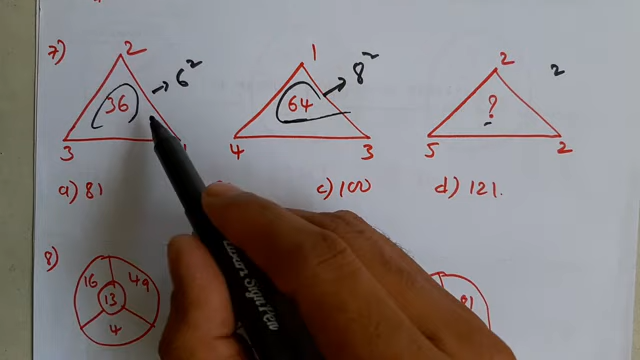 7) 2 36 → 6² 3
1 64 → 8² 4 3
2 ? 5 2 2
a) 81 c) 100 d) 121.
8) 16 49 13 4
81